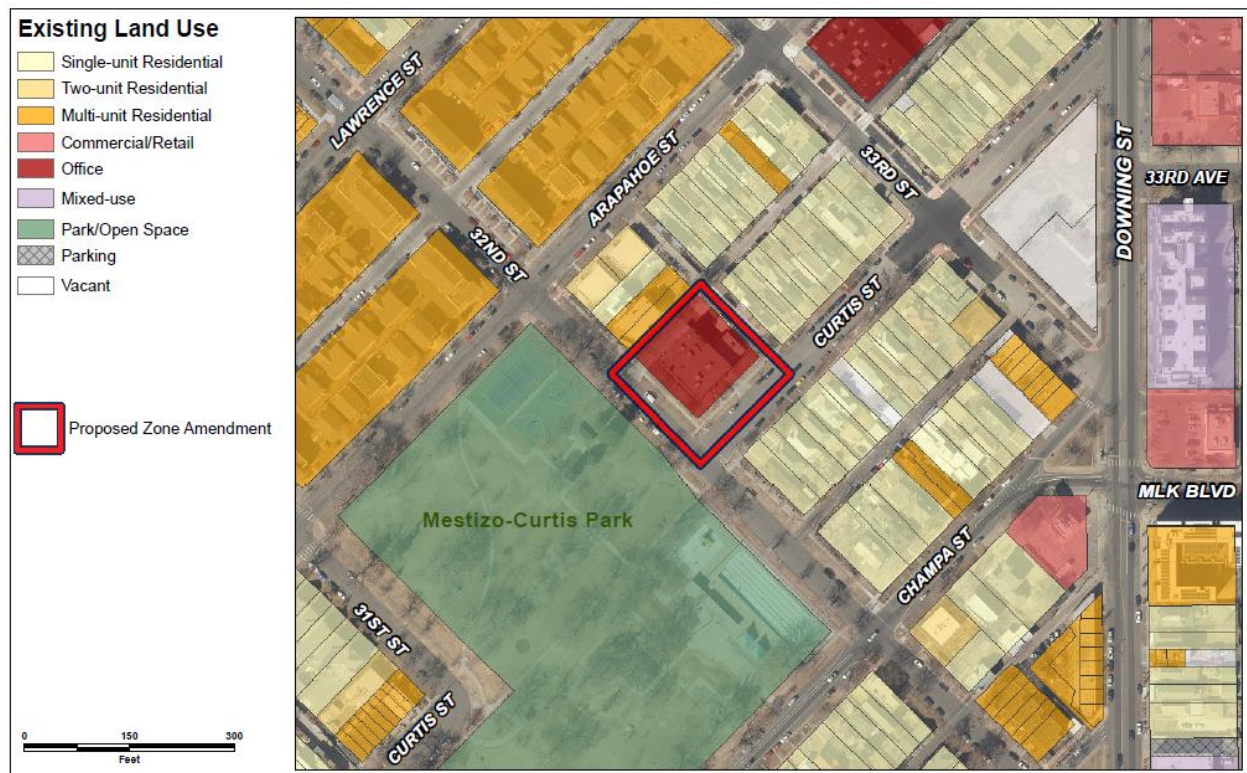 Existing Land Use
Single-unit Residential
Two-unit Residential
Multi-unit Residential
Commercial/Retail
Office
Mixed-use
Park/Open Space
Parking
Vacant
Proposed Zone Amendment
0 150 300
Feet
LAWRENCE ST
ARAPAHOE ST
32ND ST
33RD ST
CURTIS ST
DOWNING ST
33RD AVE
MLK BLVD
CHAMPA ST
Mestizo-Curtis Park
31ST ST
CURTIS ST